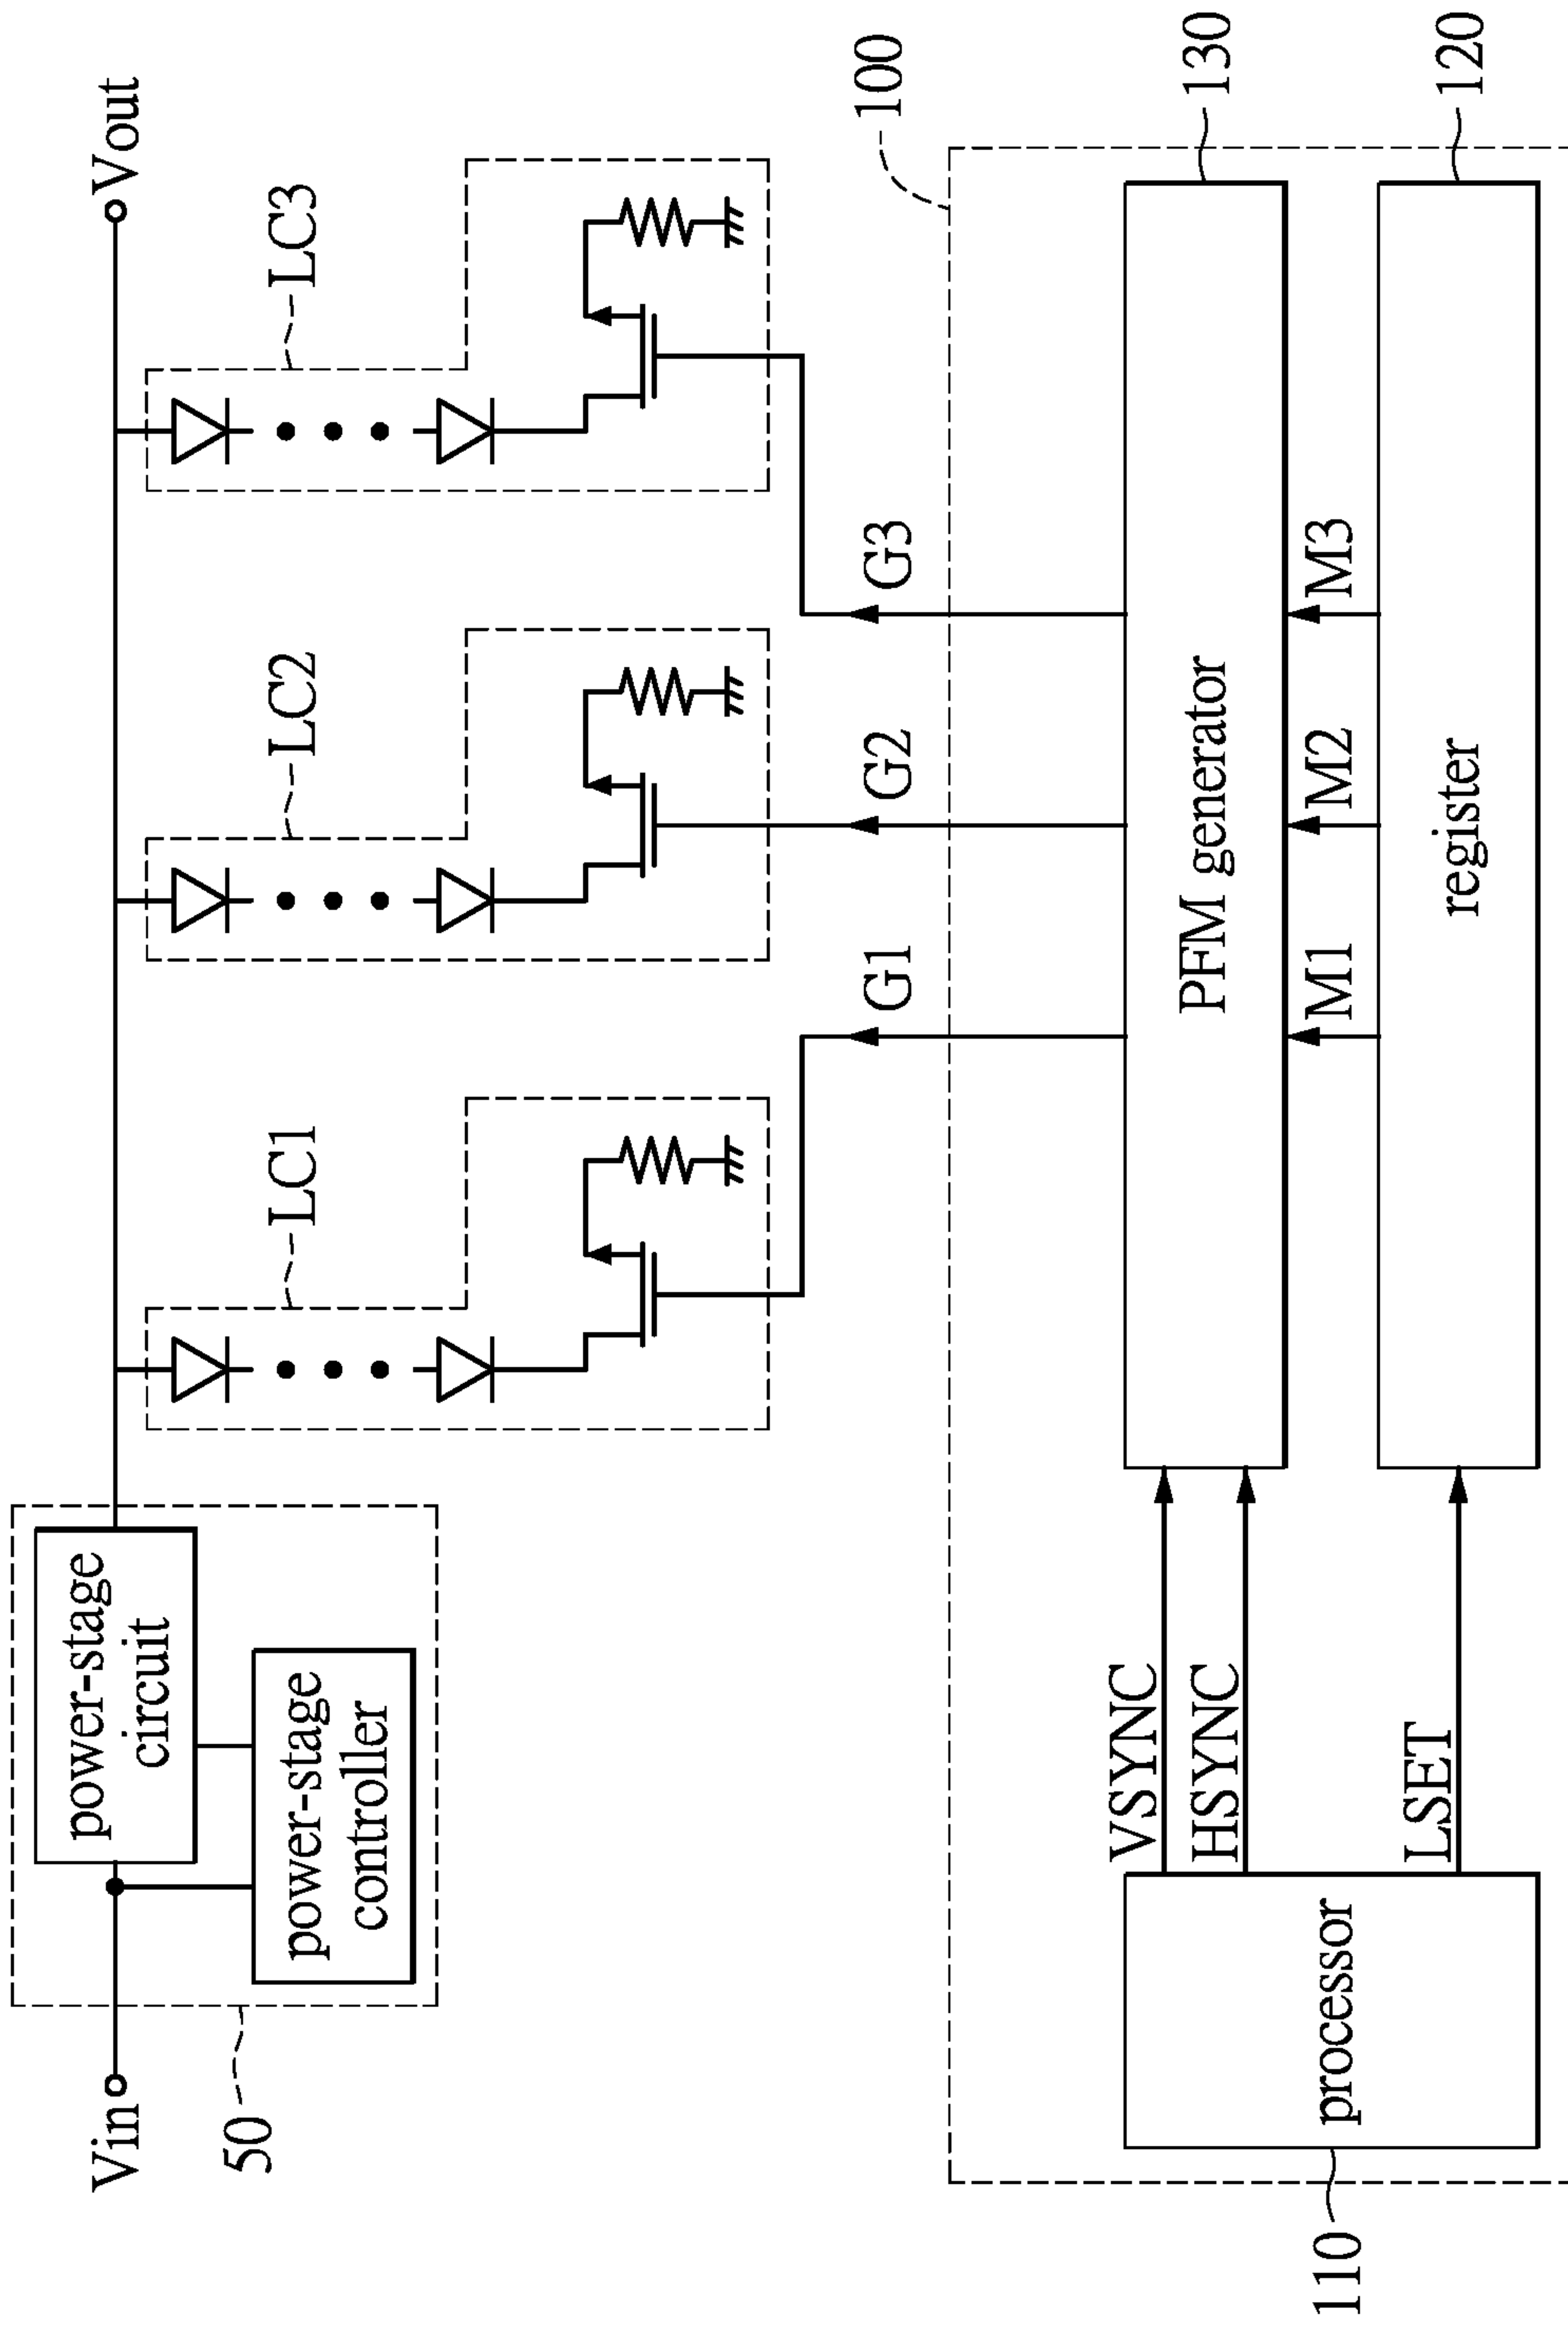 Vin
Vout
power-stage
circuit
power-stage
controller
50
LC1
LC2
LC3
G1
G2
G3
100
VSYNC
HSYNC
PFM generator
130
M1
M2
M3
processor
110
LSET
register
120